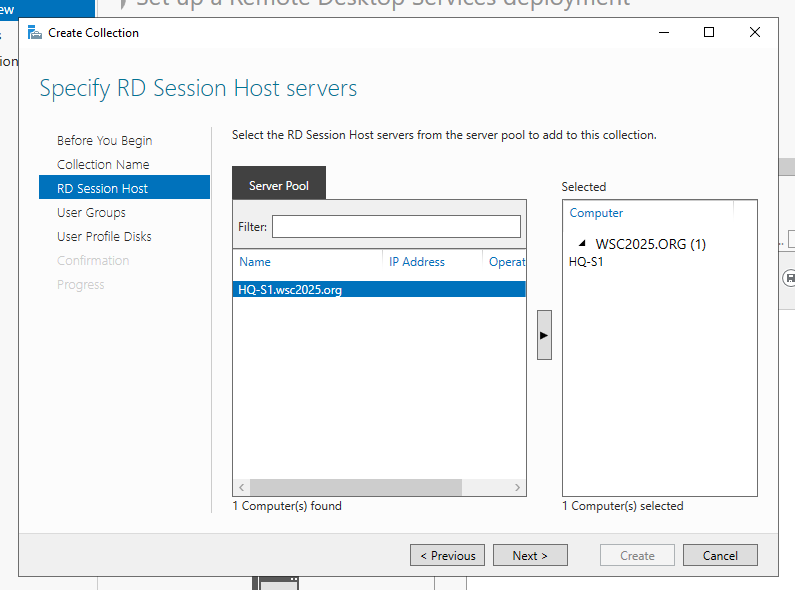 ew
Set up a Remote Desktop Services deployment
Create Collection
ion
Specify RD Session Host servers
Before You Begin
Collection Name
RD Session Host
User Groups
User Profile Disks
Confirmation
Progress
Select the RD Session Host servers from the server pool to add to this collection.
Server Pool
Filter:
Name IP Address Operat
HQ-S1.wsc2025.org
1 Computer(s) found
Selected
Computer
WSC2025.ORG (1)
HQ-S1
1 Computer(s) selected
< Previous Next > Create Cancel